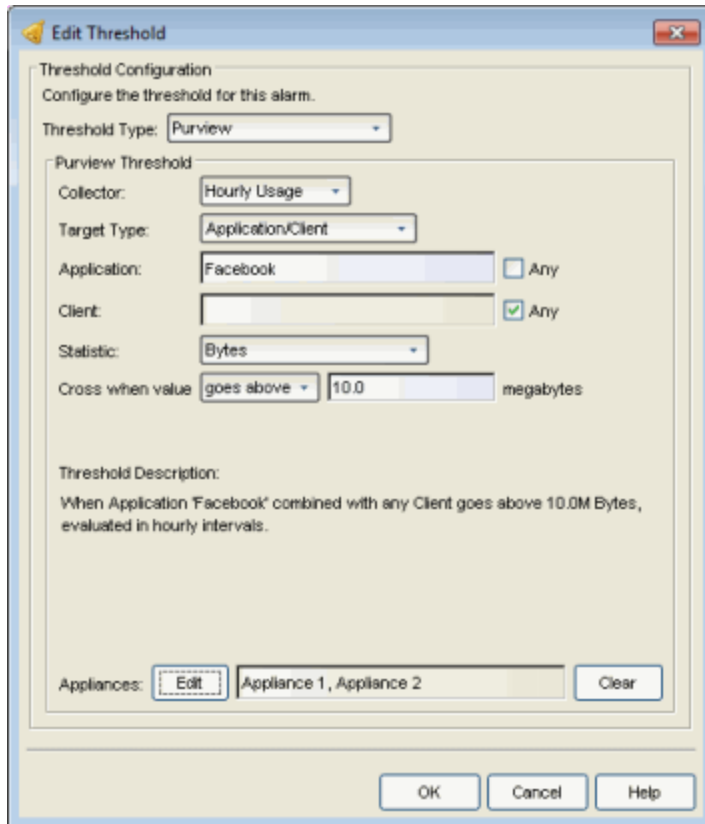 Edit Threshold
Threshold Configuration
Configure the threshold for this alarm.
Threshold Type: Purview
Purview Threshold
Collector: Hourly Usage
Target Type: Application/Client
Application: Facebook Any
Client: Any
Statistic: Bytes
Cross when value goes above 10.0 megabytes
Threshold Description:
When Application 'Facebook' combined with any Client goes above 10.0M Bytes,
evaluated in hourly intervals.
Appliances: Edit Appliance 1, Appliance 2 Clear
OK Cancel Help